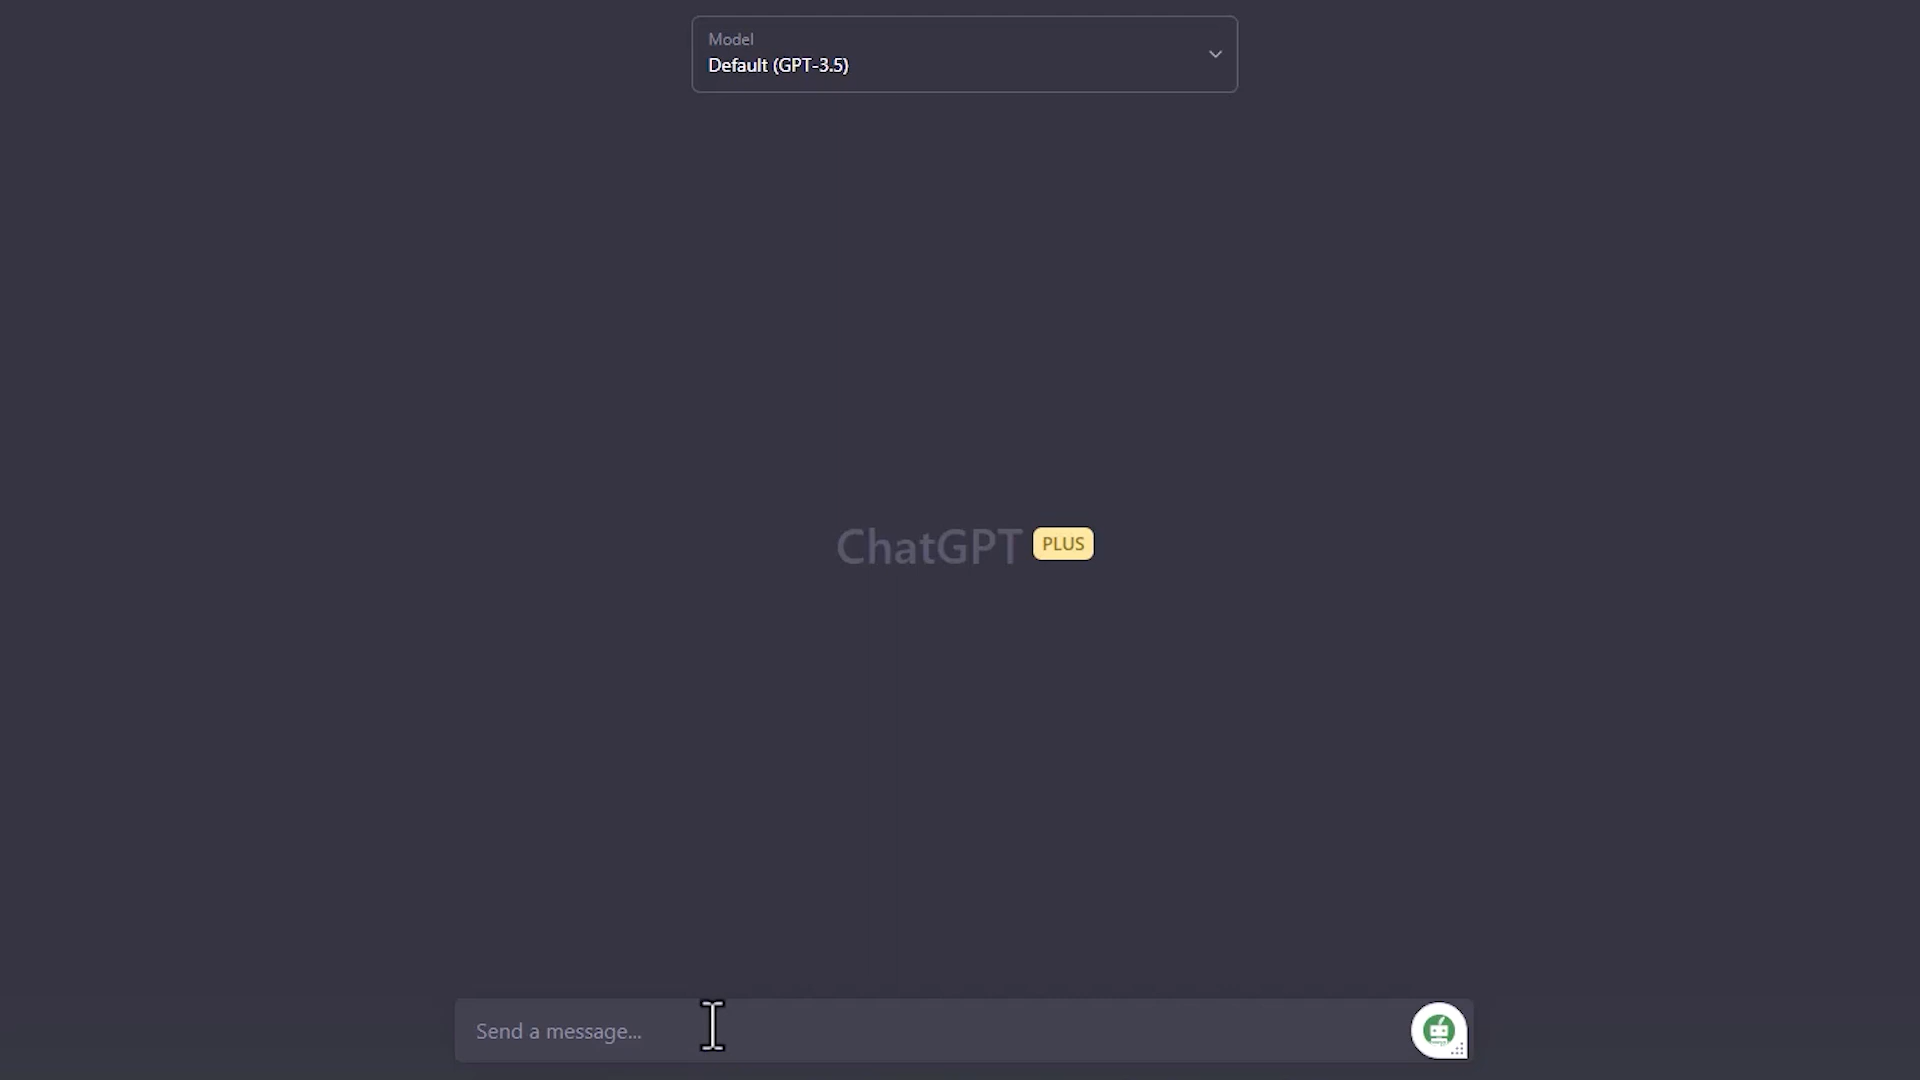 Model
Default (GPT-3.5)
ChatGPT PLUS
Send a message...